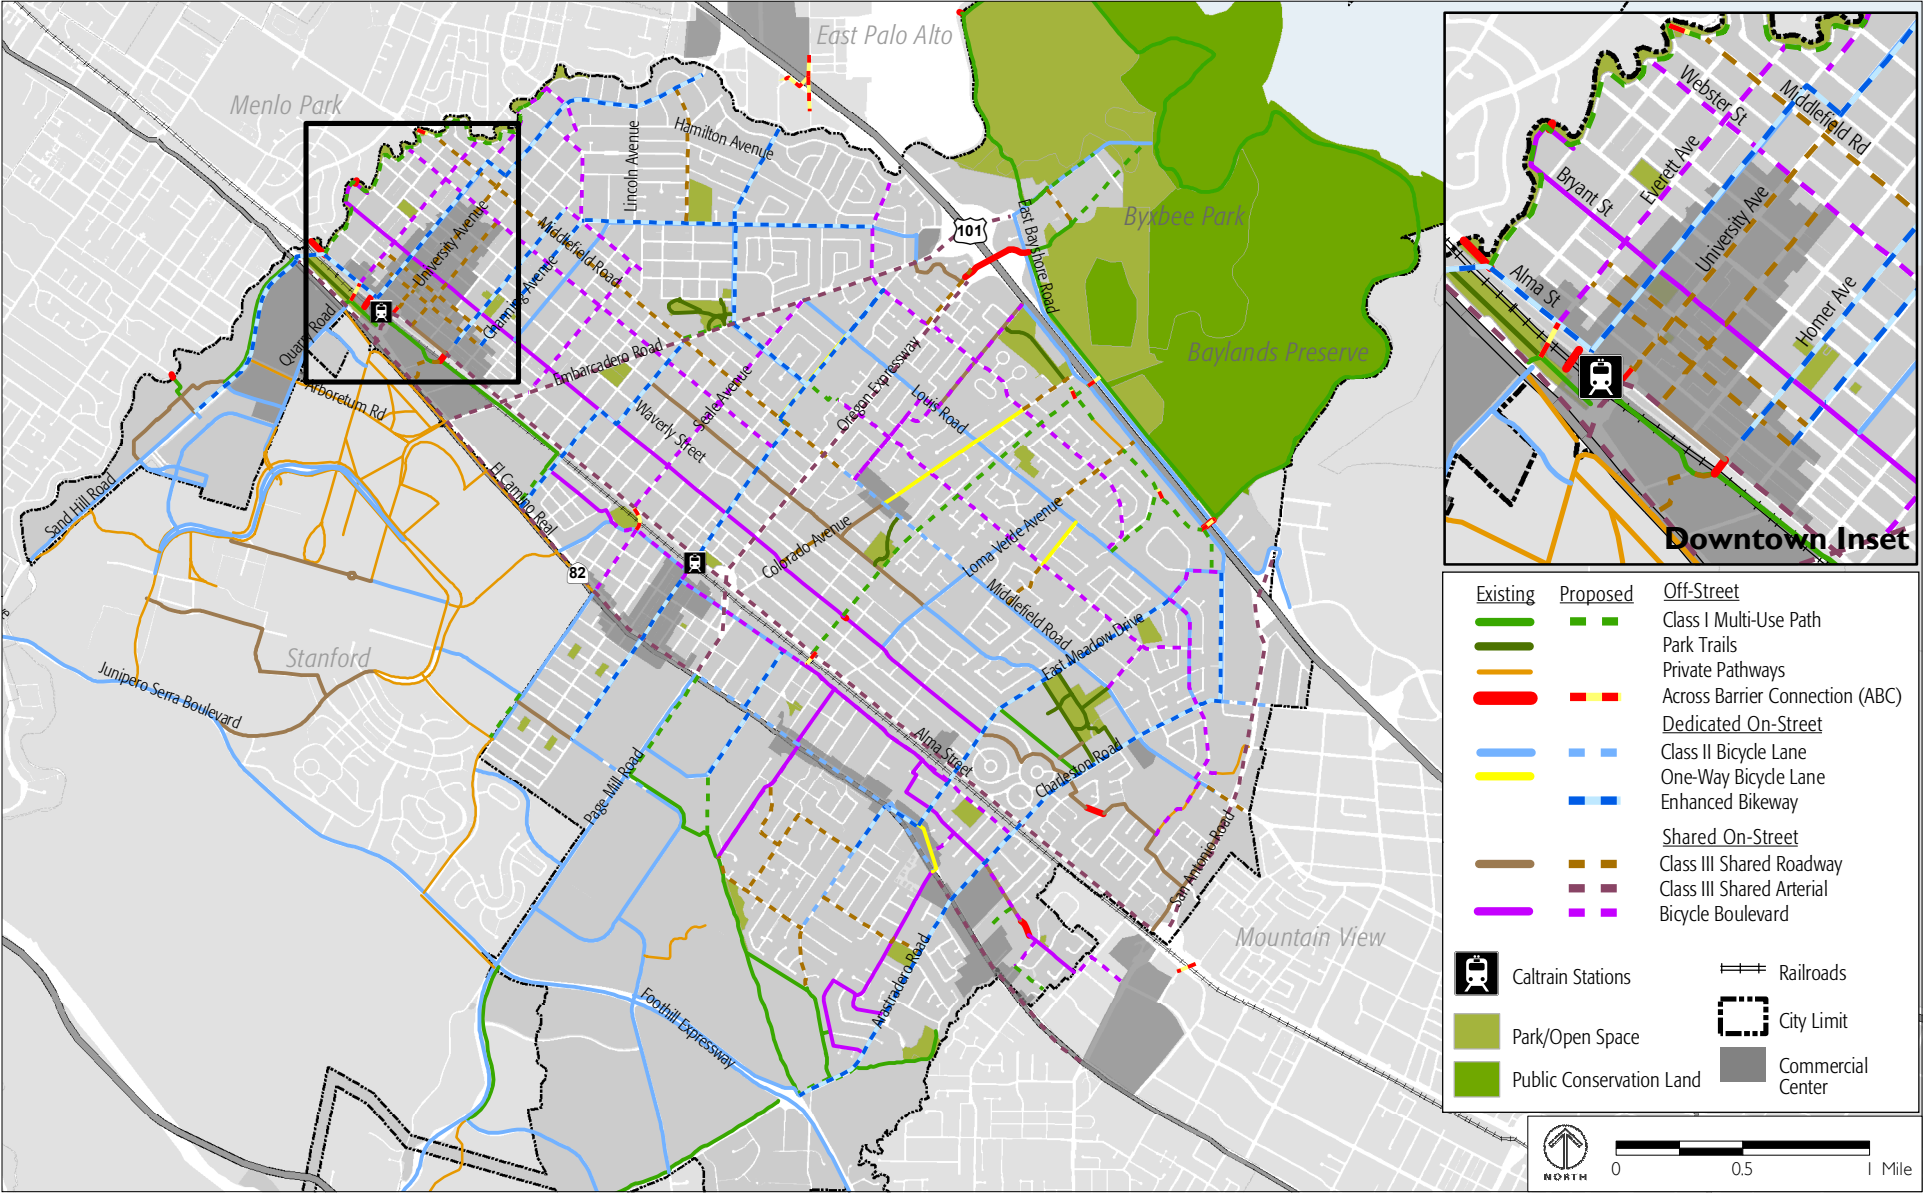 East Palo Alto
Menlo Park
Hamilton Avenue
Lincoln Avenue
University Avenue
Middlefield Road
Channing Avenue
101
East Bayshore Road
Byxbee Park
Baylands Preserve
Quarry Road
Arboretum Rd
Embarcadero Road
Seale Avenue
Waverly Street
Oregon Expressway
Louis Road
Sand Hill Road
El Camino Real
82
Colorado Avenue
Loma Verde Avenue
Middlefield Road
East Meadow Drive
Stanford
Junipero Serra Boulevard
Page Mill Road
Alma Street
Charleston Road
San Antonio Road
Mountain View
Arastradero Road
Foothill Expressway
Webster St
Middlefield Rd
Everett Ave
Bryant St
University Ave
Alma St
Homer Ave
Downtown Inset
Existing Proposed Off-Street
Class I Multi-Use Path
Park Trails
Private Pathways
Across Barrier Connection (ABC)
Dedicated On-Street
Class II Bicycle Lane
One-Way Bicycle Lane
Enhanced Bikeway
Shared On-Street
Class III Shared Roadway
Class III Shared Arterial
Bicycle Boulevard
Caltrain Stations
Railroads
Park/Open Space
City Limit
Public Conservation Land
Commercial
Center
NORTH
0 0.5 1 Mile